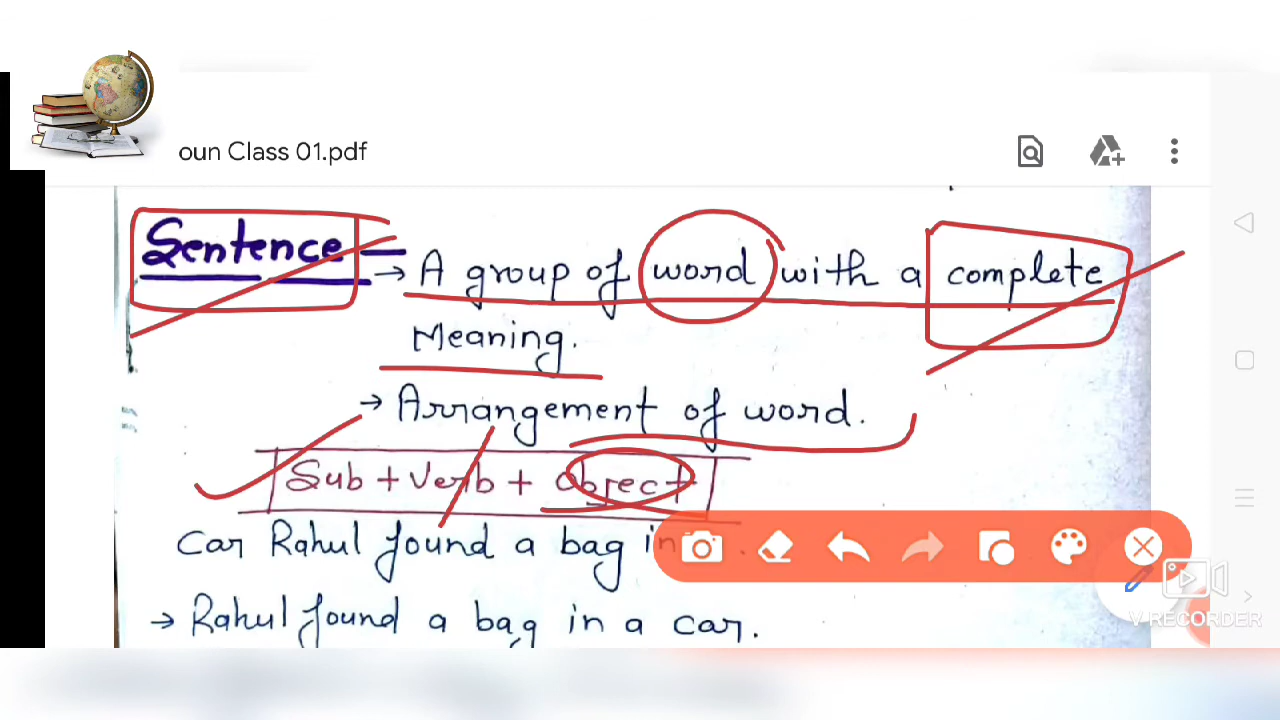 oun Class 01.pdf
Sentence –
→ A group of word with a complete
Meaning.
→ Arrangement of word.
Sub + Verb + Object
Car Rahul found a bag in
→ Rahul found a bag in a car.
V RECORDER